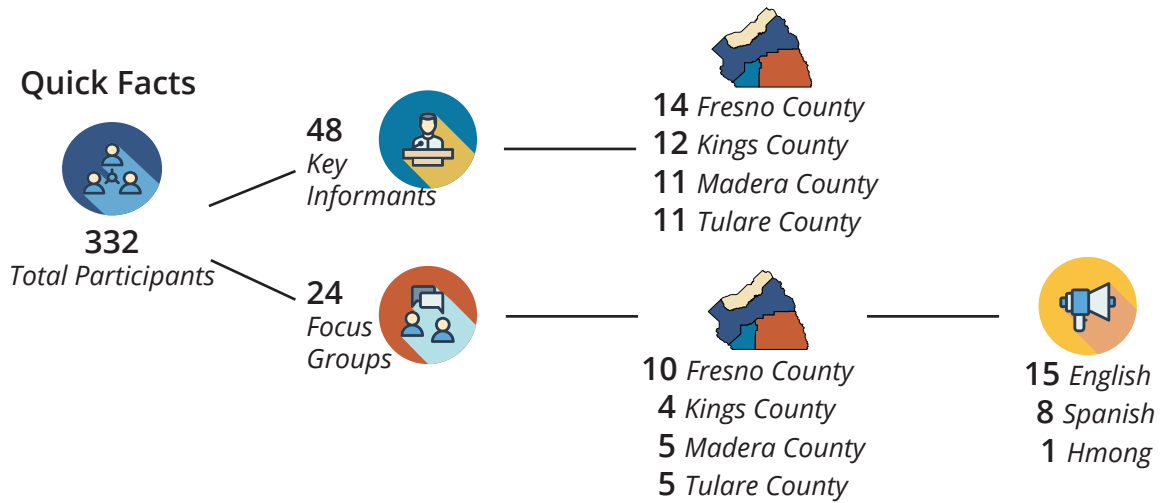 Quick Facts
332
Total Participants
48
Key
Informants
14 Fresno County
12 Kings County
11 Madera County
11 Tulare County
24
Focus
Groups
10 Fresno County
4 Kings County
5 Madera County
5 Tulare County
15 English
8 Spanish
1 Hmong